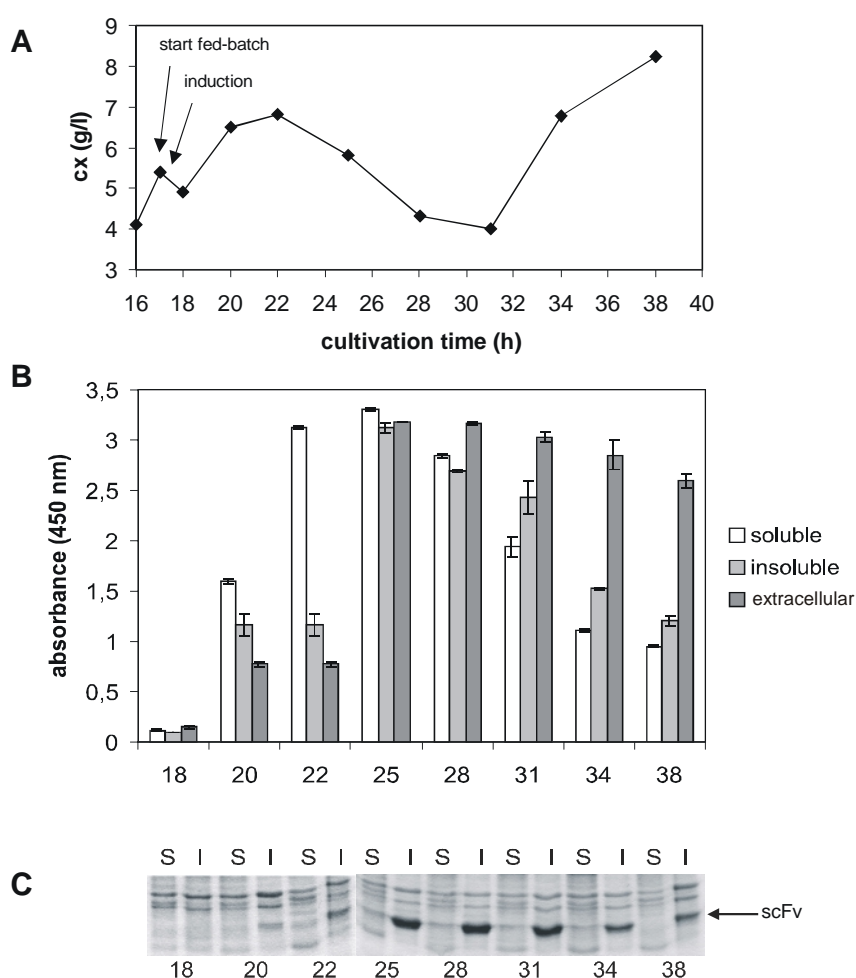 A
start fed-batch
induction
cx (g/l)
9
8
7
6
5
4
3
16 18 20 22 24 26 28 30 32 34 36 38 40
cultivation time (h)
B
absorbance (450 nm)
3,5
3
2,5
2
1,5
1
0,5
0
18 20 22 25 28 31 34 38
soluble
insoluble
extracellular
C
S I S I S I S I S I S I S I S I
scFv
18 20 22 25 28 31 34 38